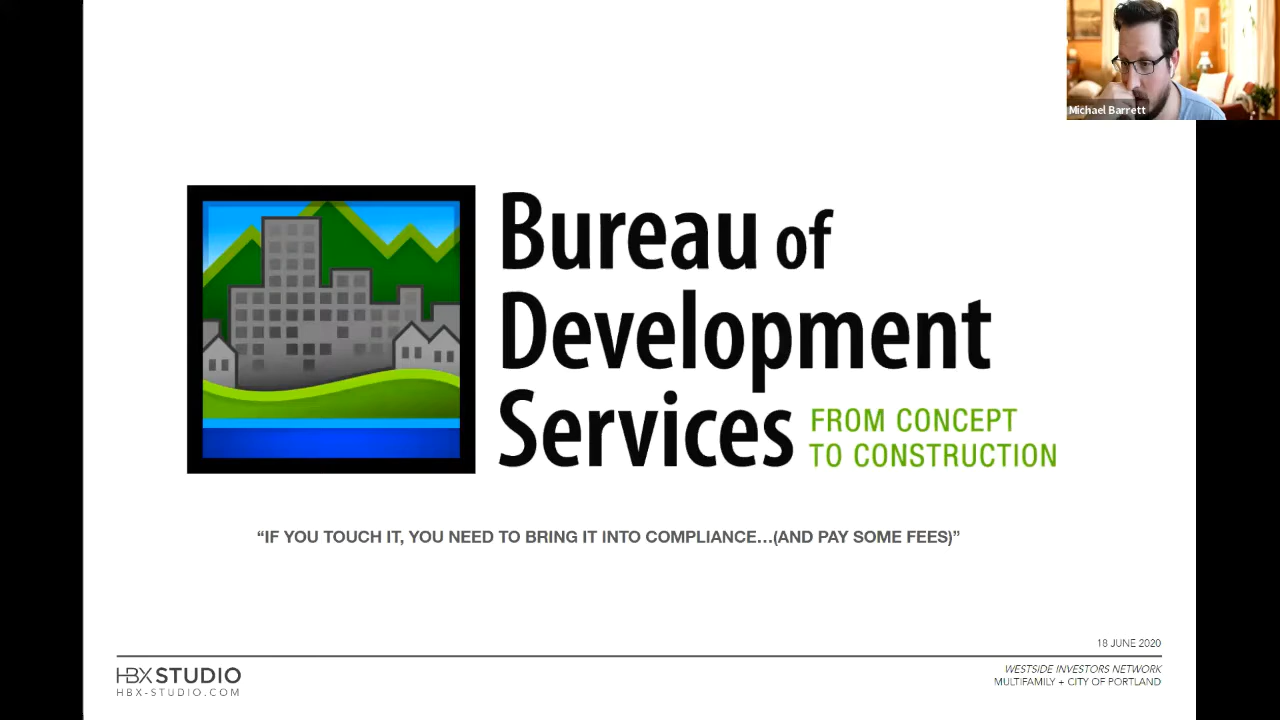 Michael Barrett
Bureau of
Development
Services FROM CONCEPT
TO CONSTRUCTION
“IF YOU TOUCH IT, YOU NEED TO BRING IT INTO COMPLIANCE…(AND PAY SOME FEES)”
18 JUNE 2020
HBX STUDIO
HBX-STUDIO.COM
WESTSIDE INVESTORS NETWORK
MULTIFAMILY + CITY OF PORTLAND